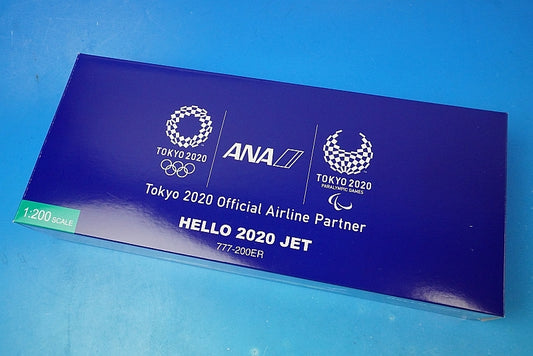 TOKYO 2020
ANA
TOKYO 2020
PARALYMPIC GAMES
Tokyo 2020 Official Airline Partner
HELLO 2020 JET
777-200ER
1:200 SCALE